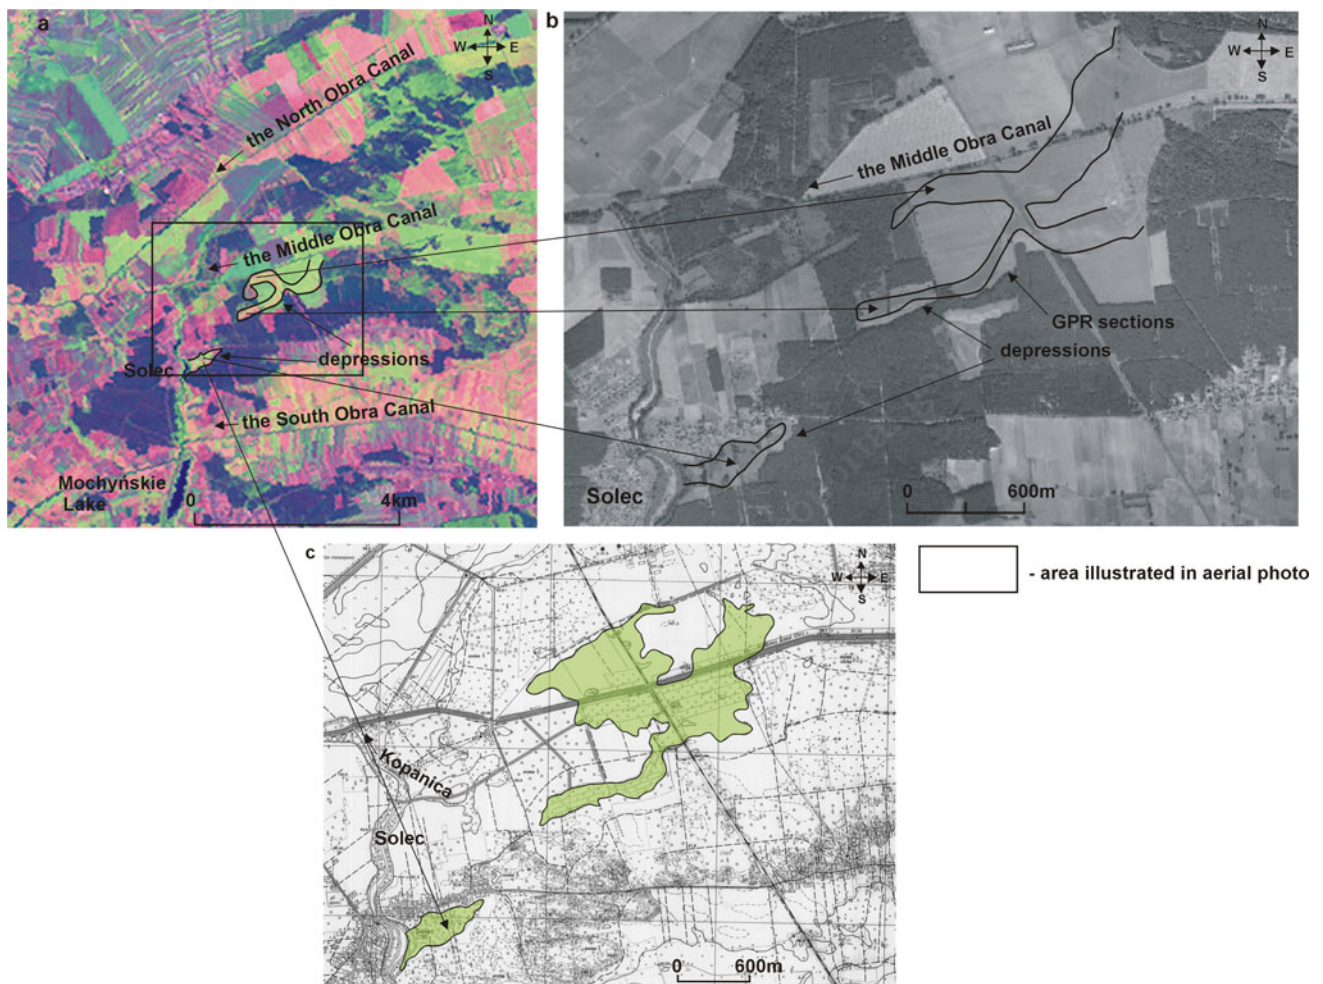 a
N
W E
S
the North Obra Canal
the Middle Obra Canal
depressions
Solec
the South Obra Canal
Mochyńskie
Lake
0 4km
b
N
W E
S
the Middle Obra Canal
GPR sections
depressions
Solec
0 600m
c
N
W E
S
Kopanica
Solec
0 600m
- area illustrated in aerial photo